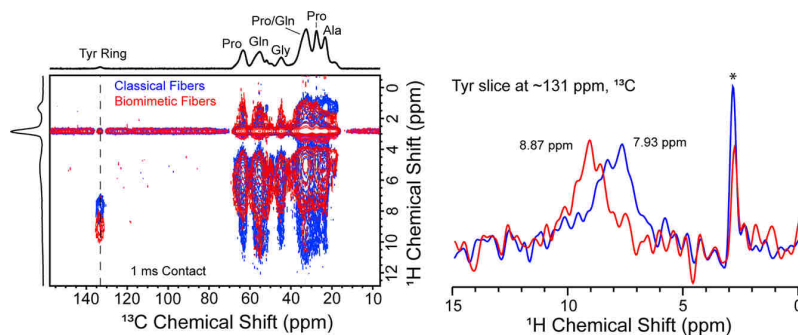 Pro/Gln
Pro
Ala
Pro
Gln
Gly
Tyr Ring
Classical Fibers
Biomimetic Fibers
1 ms Contact
0
2
4
6
8
10
12
¹H Chemical Shift (ppm)
140 120 100 80 60 40 20 10
¹³C Chemical Shift (ppm)
Tyr slice at ~131 ppm, ¹³C
*
8.87 ppm
7.93 ppm
15 10 5 0
¹H Chemical Shift (ppm)